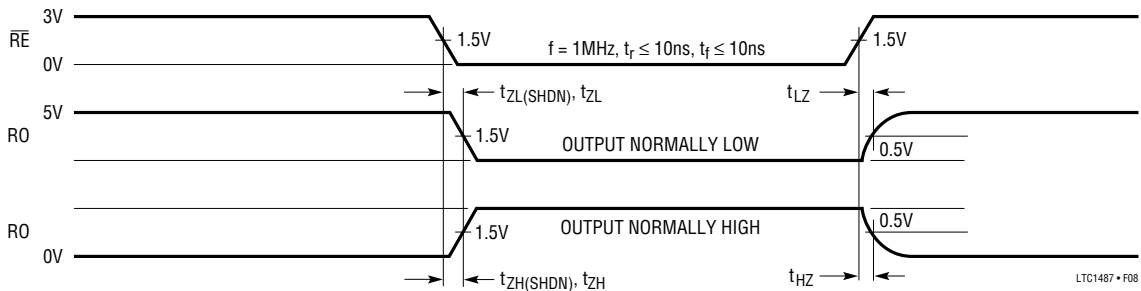 3V
RE
1.5V
f = 1MHz, tr ≤ 10ns, tf ≤ 10ns
1.5V
0V
tZL(SHDN), tZL
tLZ
5V
RO
1.5V
OUTPUT NORMALLY LOW
0.5V
RO
1.5V
OUTPUT NORMALLY HIGH
0.5V
0V
tZH(SHDN), tZH
tHZ
LTC1487 • F08